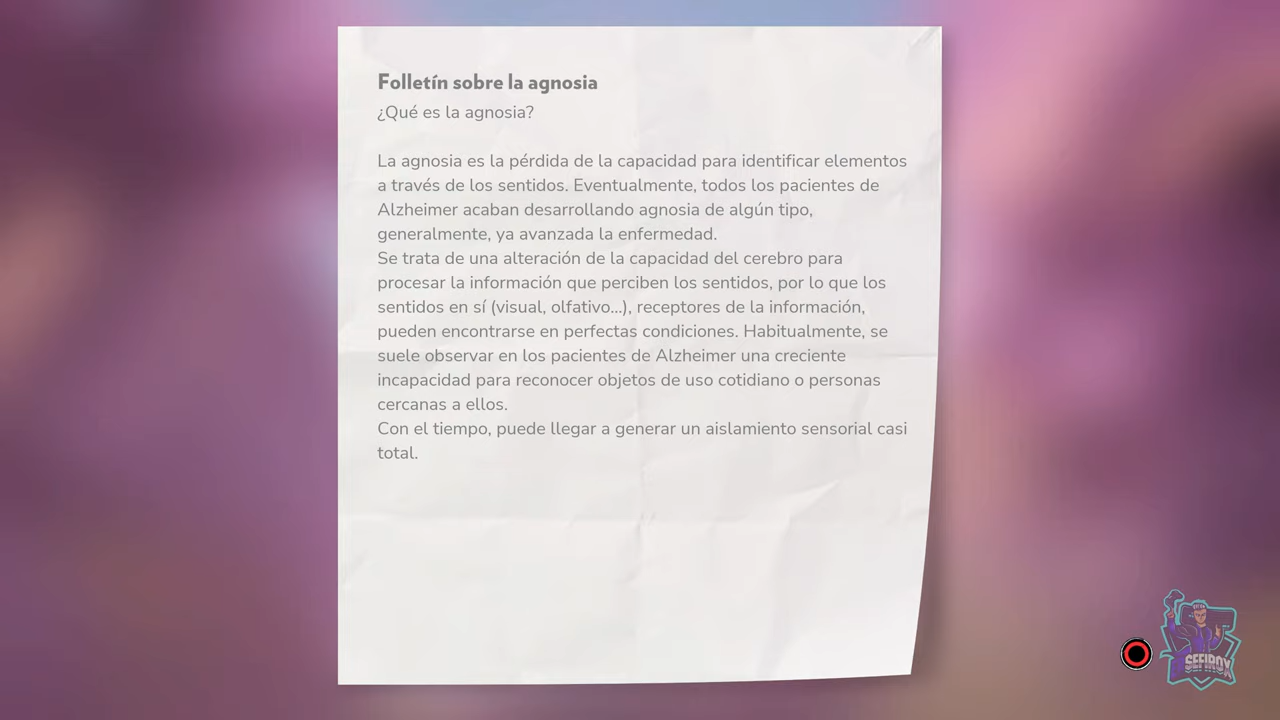 Folletín sobre la agnosia
¿Qué es la agnosia?
La agnosia es la pérdida de la capacidad para identificar elementos
a través de los sentidos. Eventualmente, todos los pacientes de
Alzheimer acaban desarrollando agnosia de algún tipo,
generalmente, ya avanzada la enfermedad.
Se trata de una alteración de la capacidad del cerebro para
procesar la información que perciben los sentidos, por lo que los
sentidos en sí (visual, olfativo...), receptores de la información,
pueden encontrarse en perfectas condiciones. Habitualmente, se
suele observar en los pacientes de Alzheimer una creciente
incapacidad para reconocer objetos de uso cotidiano o personas
cercanas a ellos.
Con el tiempo, puede llegar a generar un aislamiento sensorial casi
total.
SEFIROX